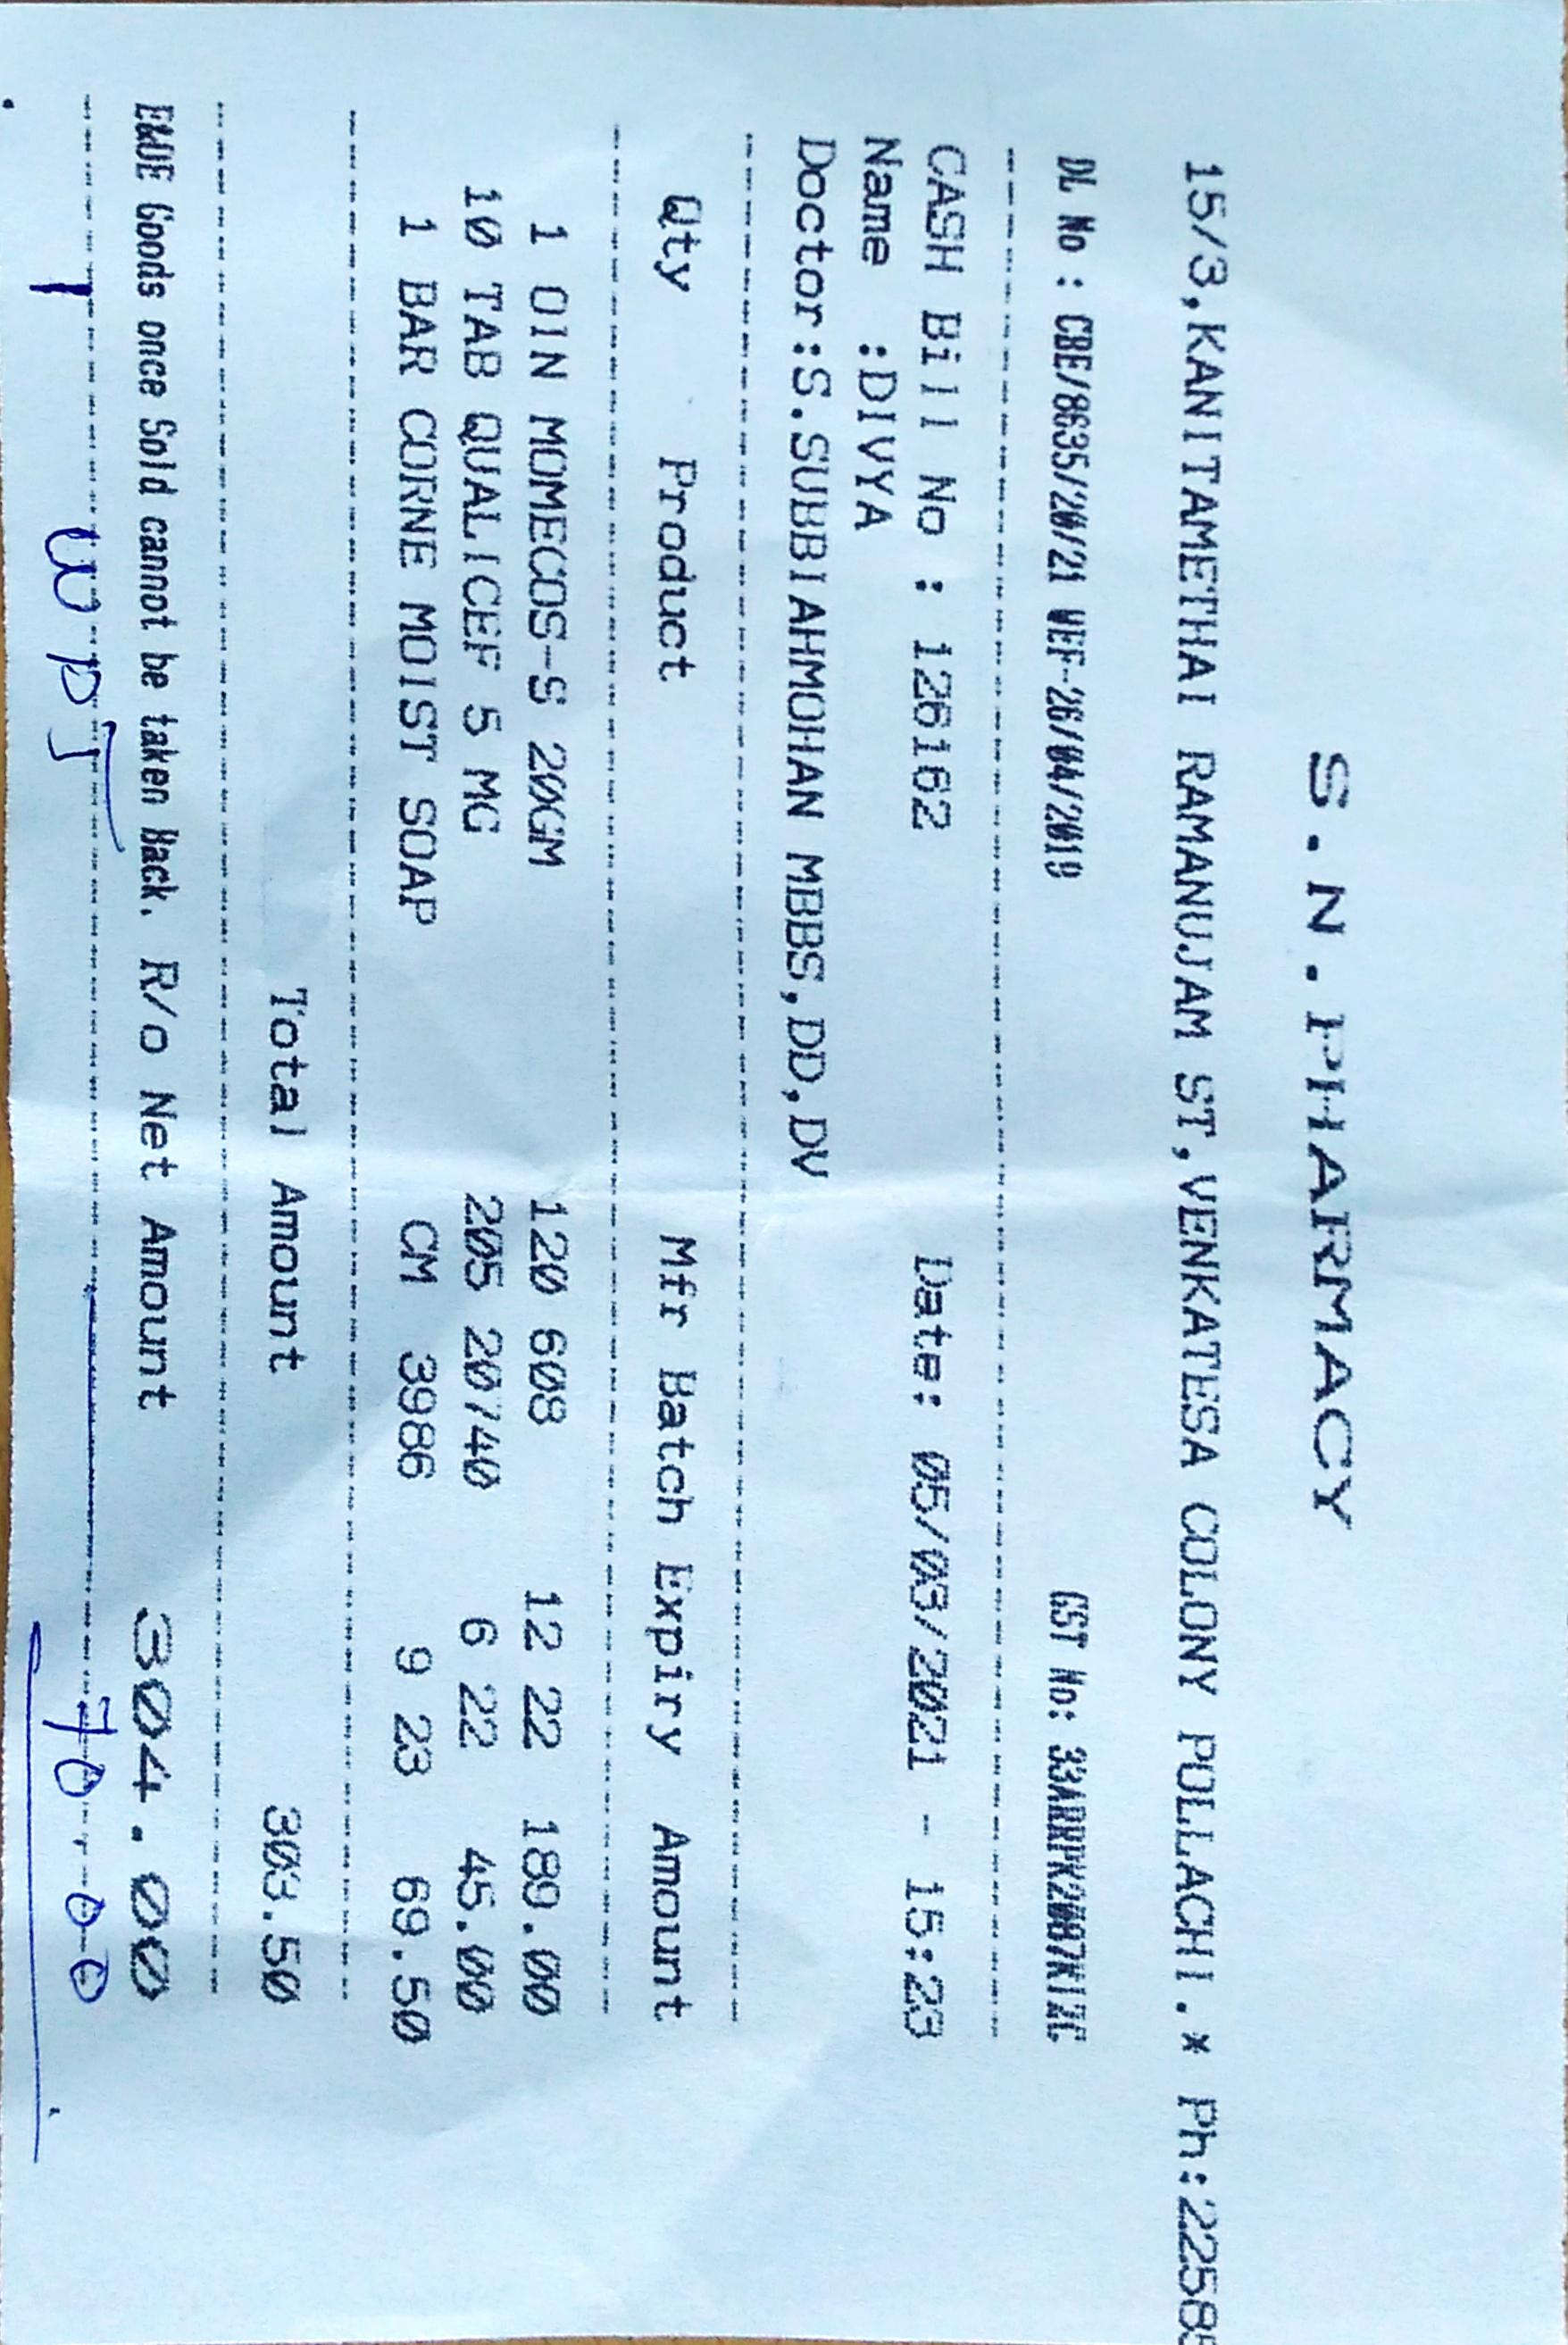 S.N.PHARMACY
15/3,KANITAMETHAI RAMANUJAM ST,VENKATESA COLONY POLLACHI.* Ph:2258
DL No : CBE/8635/20/21 WEF-26/04/2019 GST No:
CASH Bill No : 126162 Date: 05/03/2021 - 15:23
Name :DIVYA
Doctor:S.SUBBIAHMOHAN MBBS,DD,DV
Qty Product Mfr Batch Expiry Amount
1 OIN MOMECOS-S 20GM 120 608 12 22 189.00
10 TAB QUALICEF 5 MG 205 20740 6 22 45.00
1 BAR CORNE MOIST SOAP CM 3986 9 23 69.50
Total Amount 303.50
E&OE Goods once Sold cannot be taken Back. R/o Net Amount 304.00
70-00